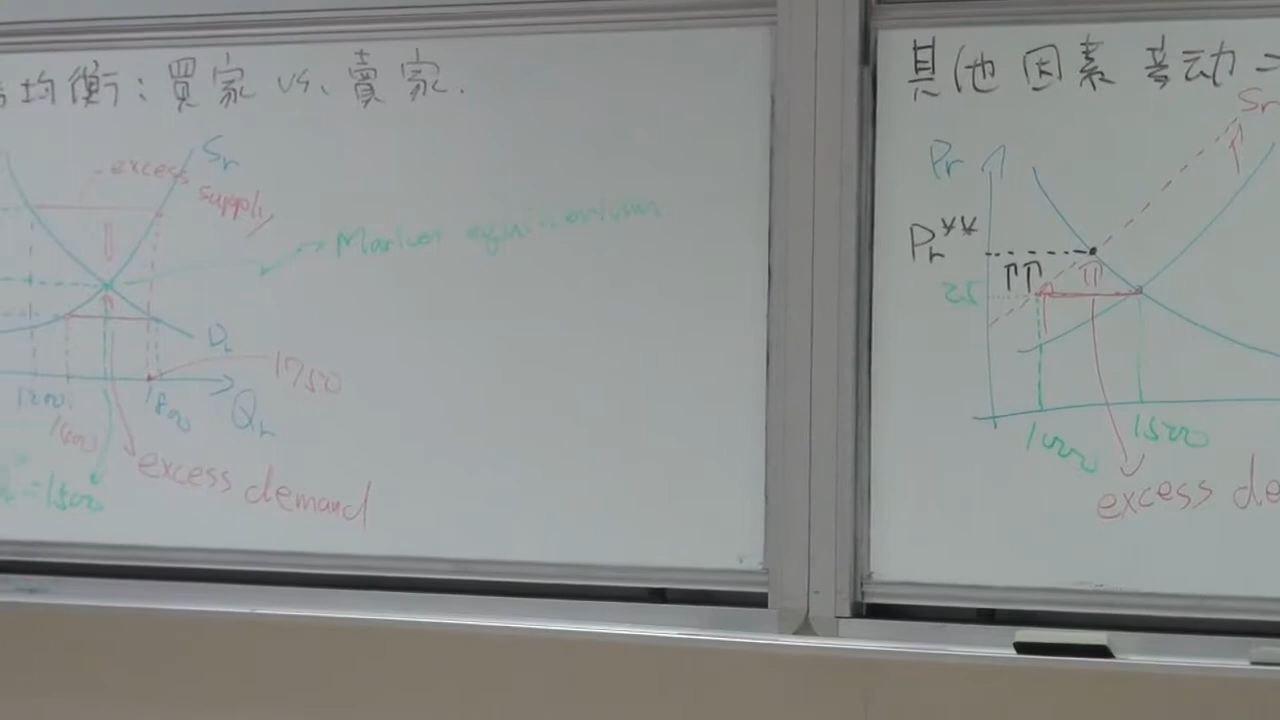 均衡：買家 vs. 賣家.
Sr
excess
supply
Market equilibrium
Dr
1750
1200
1800
Qr
1600
excess demand
=1500
其他因素 變动
Sr
Pr
Pr**
25
1000
1500
excess de